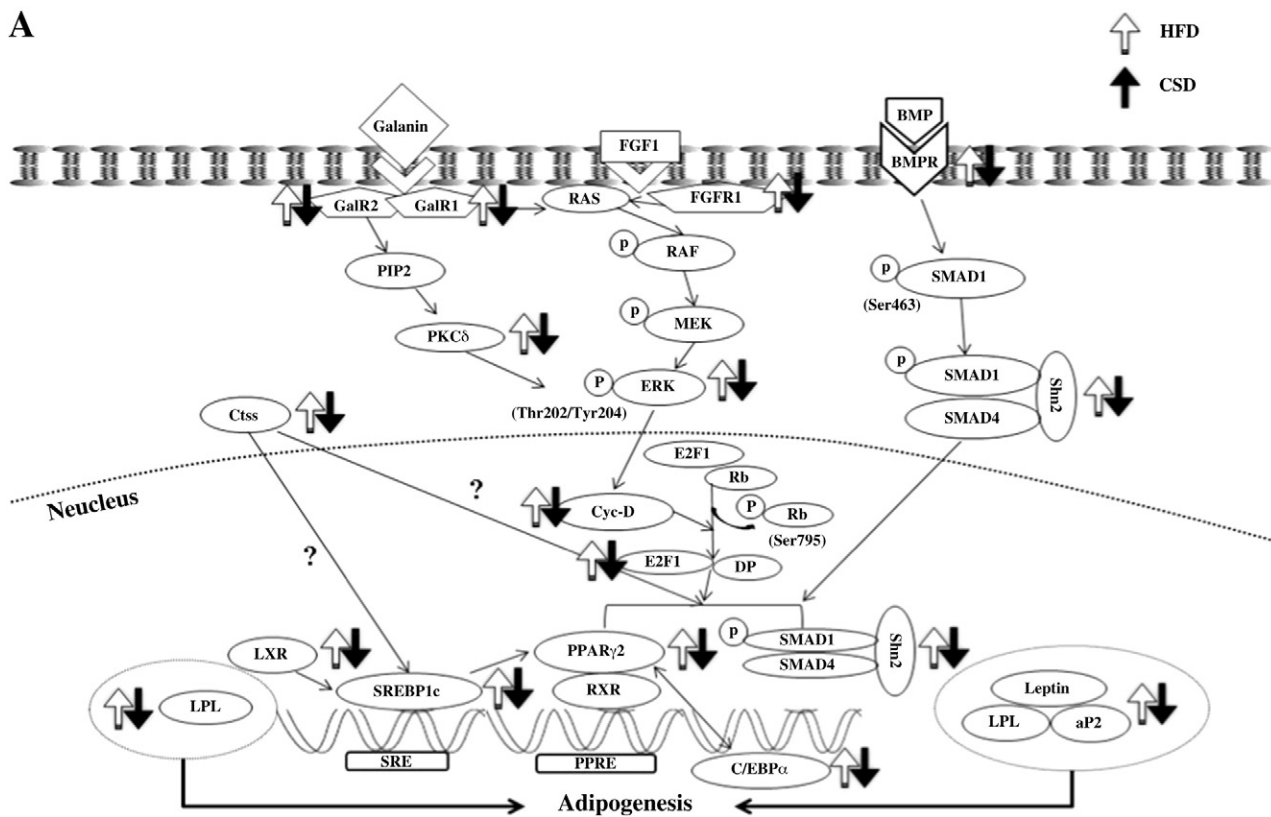 A
HFD
CSD
Galanin
FGF1
BMP
BMPR
GalR2
GalR1
RAS
FGFR1
p
RAF
PIP2
p
SMAD1
(Ser463)
p
MEK
PKCδ
p
SMAD1
Shn2
SMAD4
P
ERK
(Thr202/Tyr204)
Ctss
E2F1
Rb
?
Neucleus
Cyc-D
P
Rb
(Ser795)
?
E2F1
DP
LXR
PPARγ2
p
SMAD1
SMAD4
Shn2
SREBP1c
RXR
LPL
Leptin
LPL
aP2
SRE
PPRE
C/EBPα
Adipogenesis